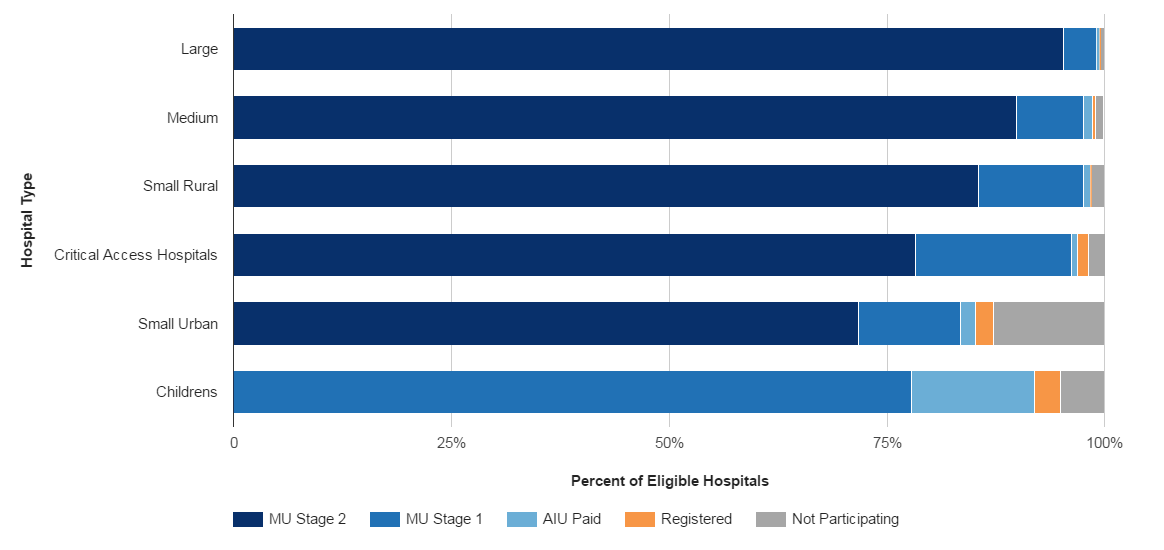 Hospital Type
Large
Medium
Small Rural
Critical Access Hospitals
Small Urban
Childrens
0 25% 50% 75% 100%
Percent of Eligible Hospitals
MU Stage 2 MU Stage 1 AIU Paid Registered Not Participating